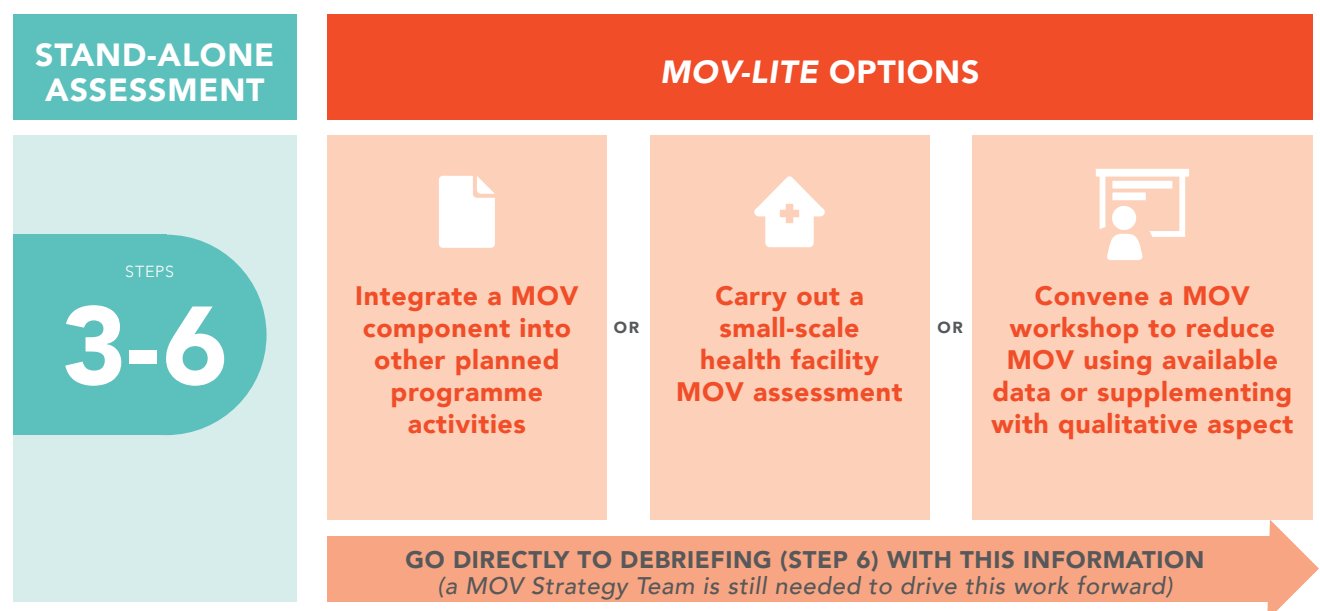 STAND-ALONE
ASSESSMENT
STEPS
3-6
MOV-LITE OPTIONS
Integrate a MOV
component into
other planned
programme
activities
OR
Carry out a
small-scale
health facility
MOV assessment
OR
Convene a MOV
workshop to reduce
MOV using available
data or supplementing
with qualitative aspect
GO DIRECTLY TO DEBRIEFING (STEP 6) WITH THIS INFORMATION
(a MOV Strategy Team is still needed to drive this work forward)